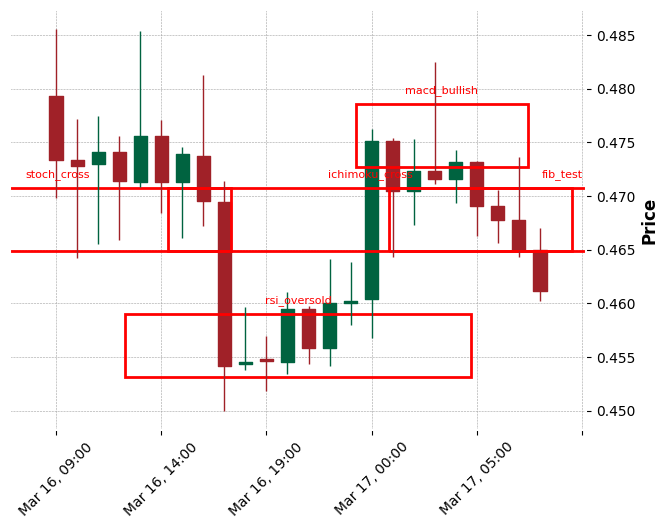 0.485
0.480
macd_bullish
0.475
stoch_cross
fib_test
0.470
Price
0.465
0.460
rsi_oversold
0.455
0.450
Mar 16, 09:00
Mar 16, 14:00
Mar 16, 19:00
Mar 17, 00:00
Mar 17, 05:00